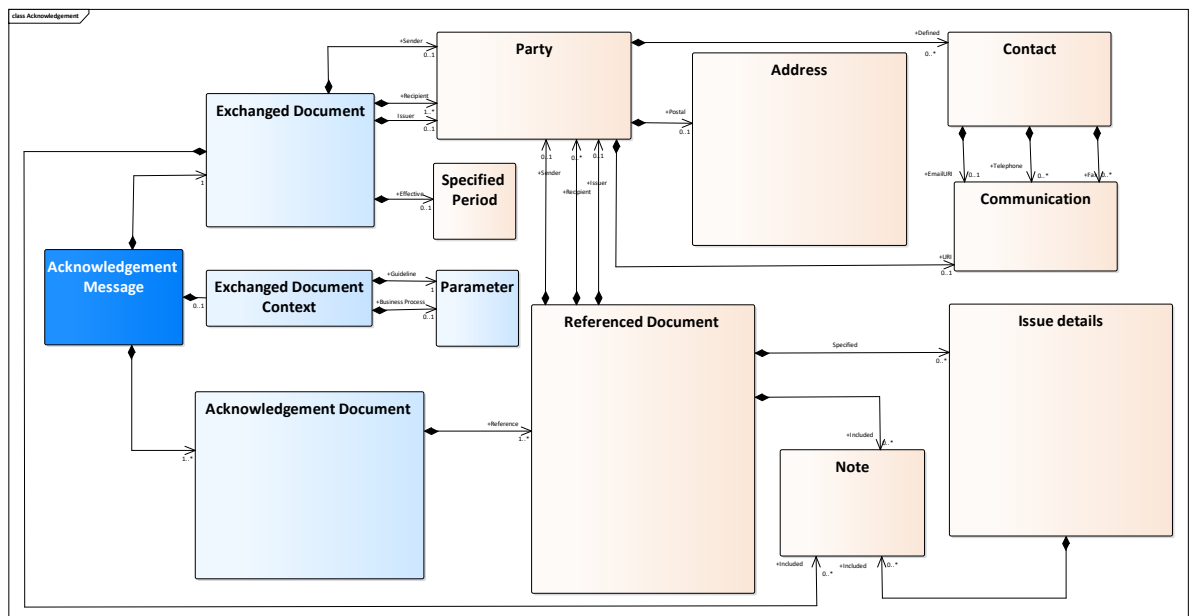 class Acknowledgement
+Sender
0..1
Party
+Defined
0..*
Contact
Address
Exchanged Document
+Recipient
1..*
Issuer
0..1
+Postal
0..1
1
+Effective
0..1
Specified
Period
0..1
+Sender
0..*
+Recipient
0..1
+Issuer
+EmailURI
0..1
+Telephone
0..*
+Fax
0..*
Communication
+URI
0..1
Acknowledgement
Message
0..1
Exchanged Document
Context
+Guideline
1
+Business Process
0..1
Parameter
Referenced Document
Specified
0..*
Issue details
Acknowledgement Document
1..*
+Reference
1..*
+Included
0..*
Note
+Included
0..*
+Included
0..*